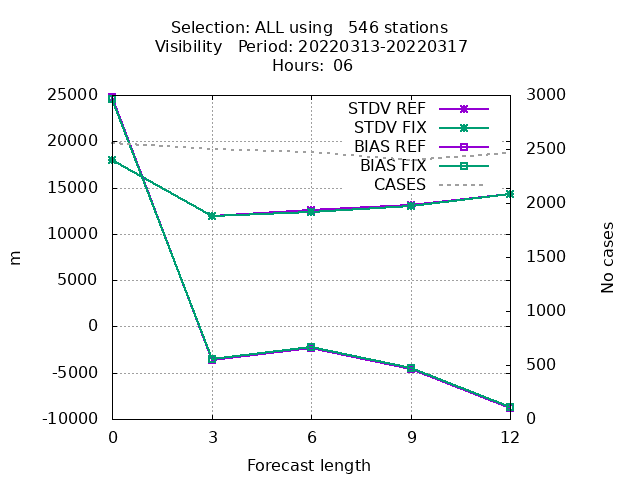 Selection: ALL using   546 stations
Visibility   Period: 20220313-20220317
Hours:  06
25000
20000
15000
10000
5000
0
-5000
-10000
m
STDV REF
STDV FIX
BIAS REF
BIAS FIX
CASES
3000
2500
2000
1500
1000
500
0
No cases
0 3 6 9 12
Forecast length